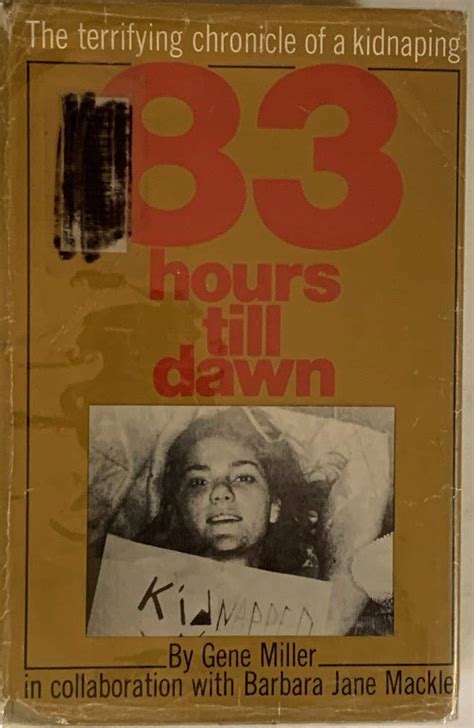 The terrifying chronicle of a kidnaping
83
hours
till
dawn
KidNAPPED
By Gene Miller
in collaboration with Barbara Jane Mackle